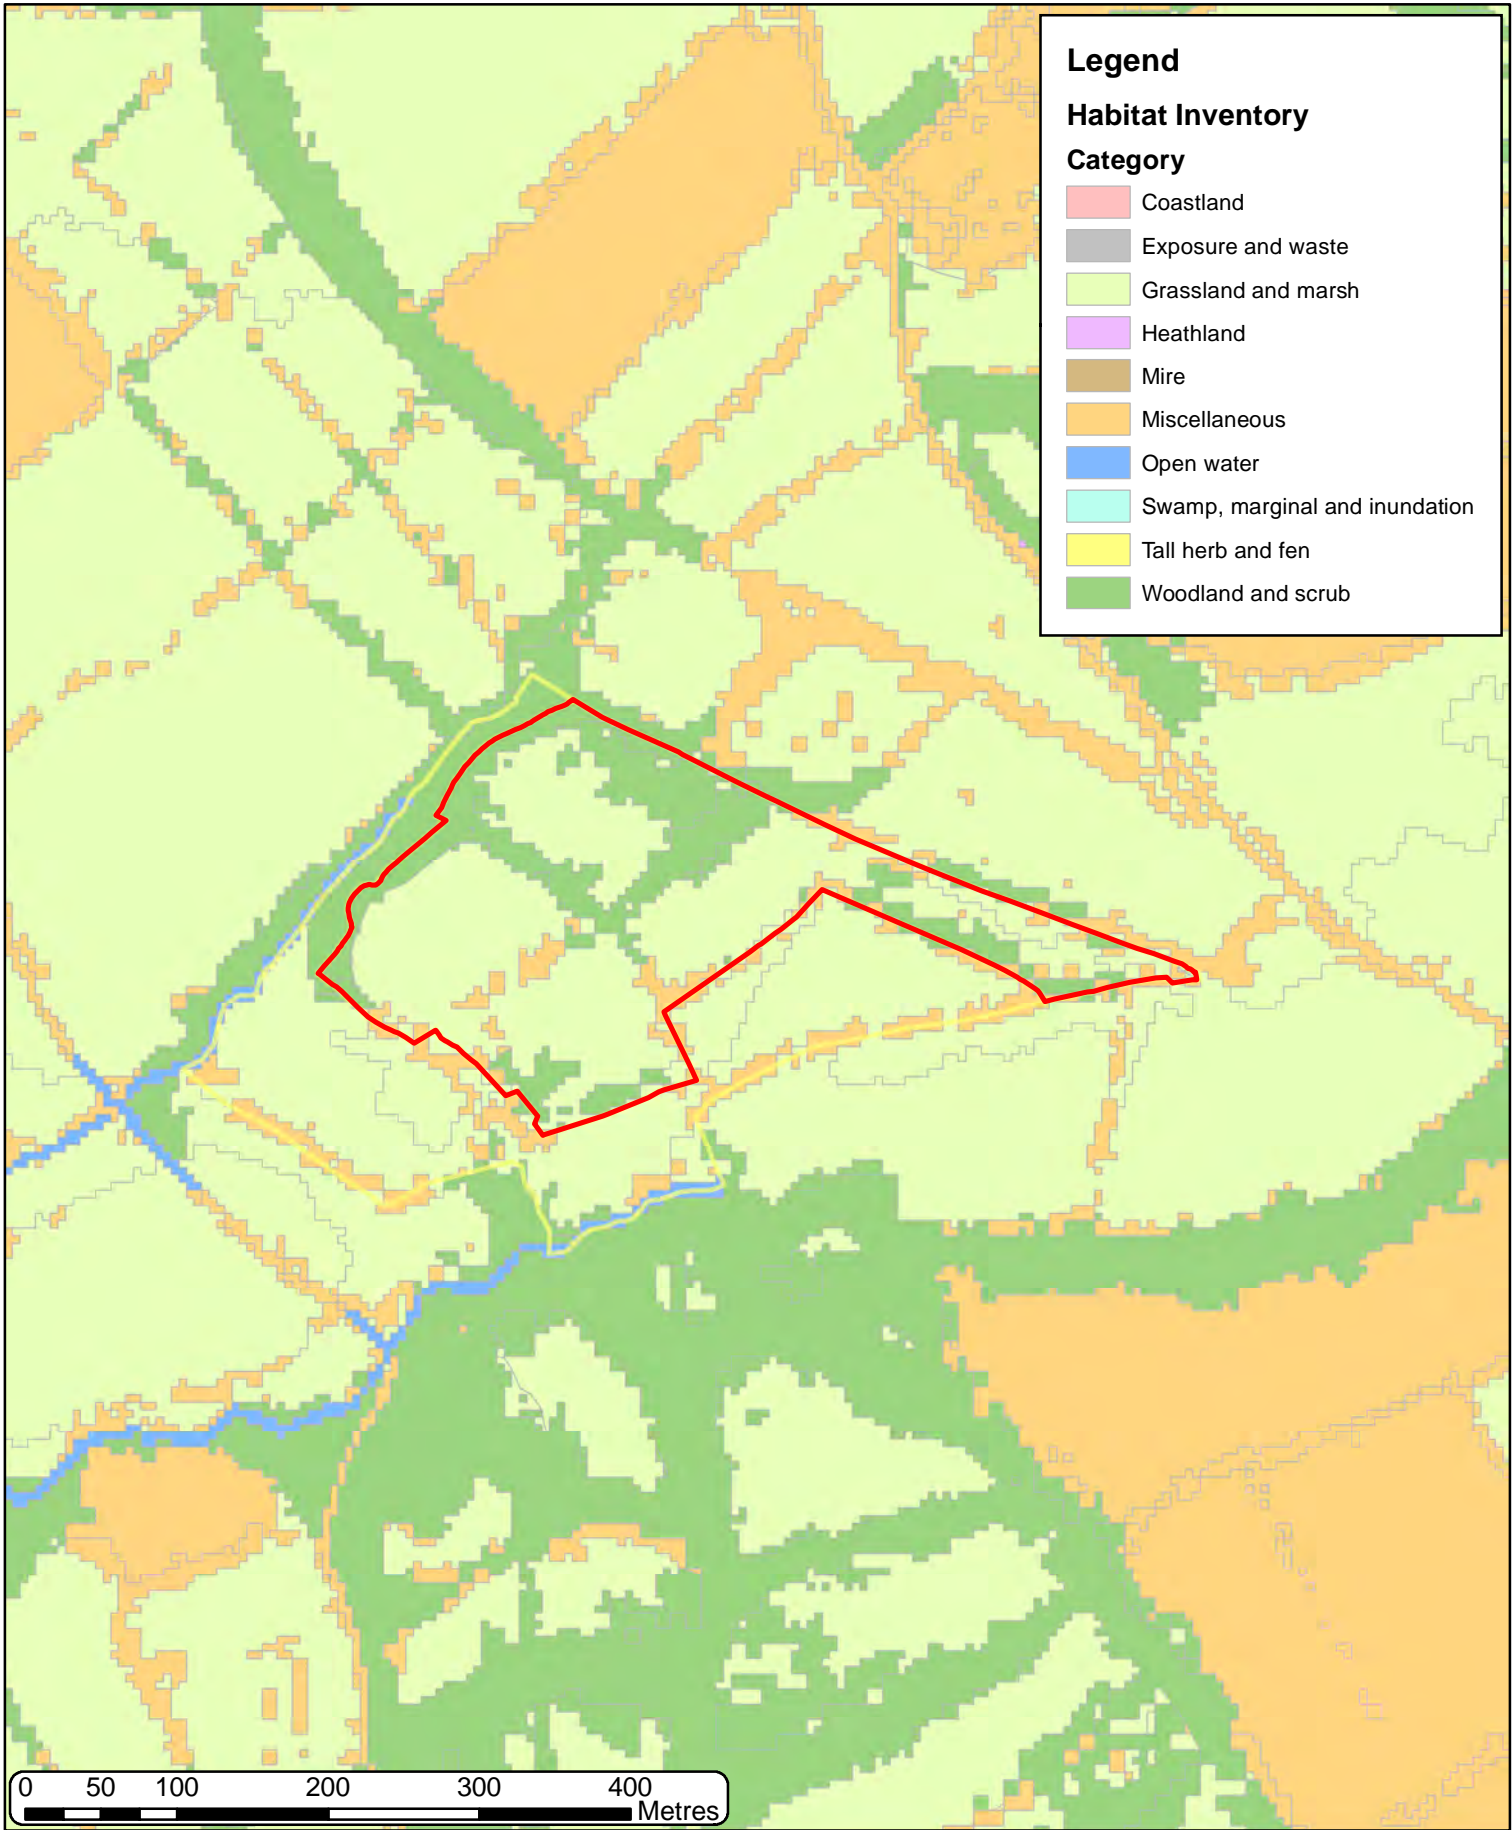 Legend
Habitat Inventory
Category
Coastland
Exposure and waste
Grassland and marsh
Heathland
Mire
Miscellaneous
Open water
Swamp, marginal and inundation
Tall herb and fen
Woodland and scrub
0 50 100 200 300 400
Metres